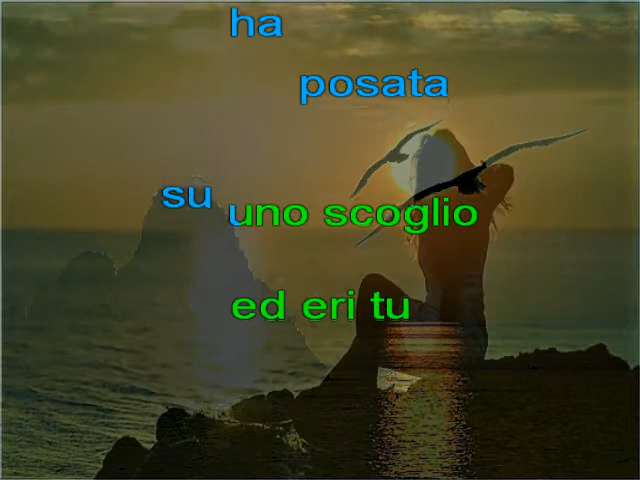 ha
posata
su uno scoglio
ed eri tu